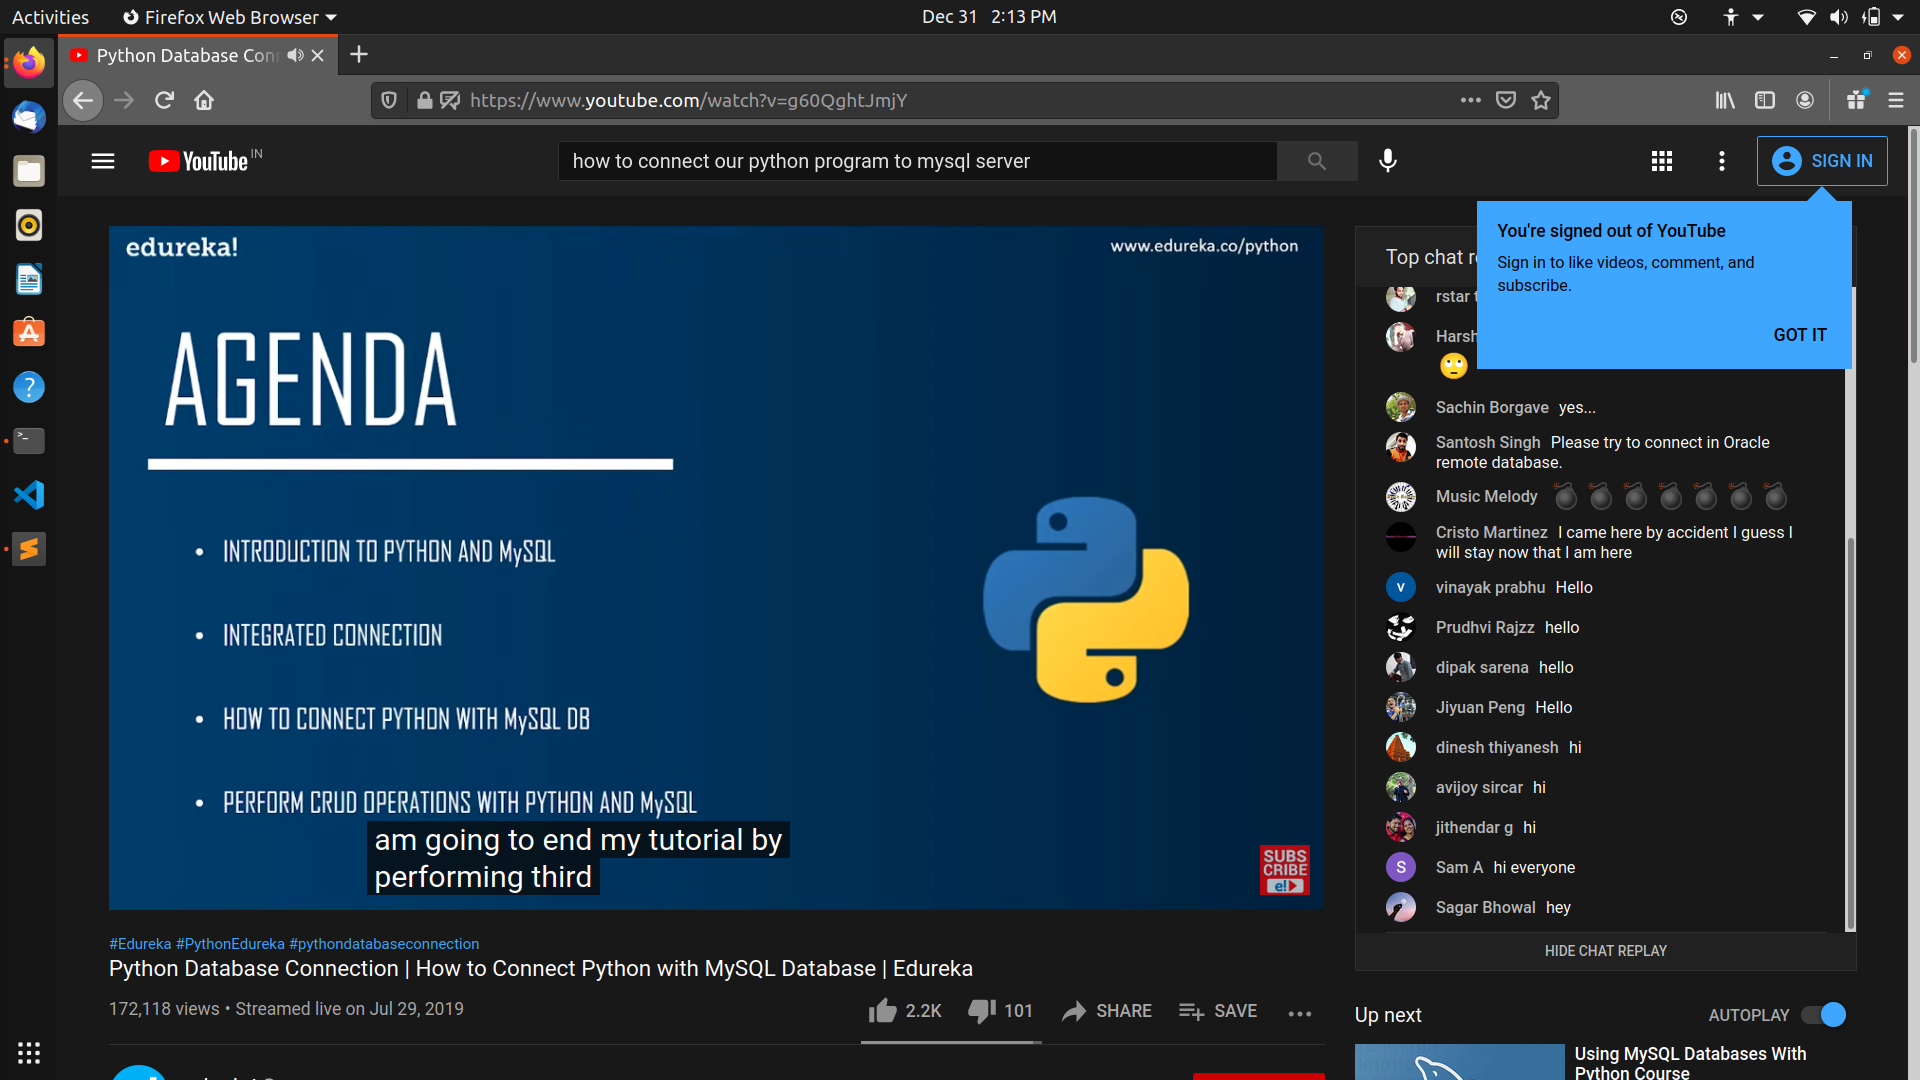 Activities
Firefox Web Browser
Dec 31 2:13 PM
Python Database Con
https://www.youtube.com/watch?v=g60QghtJmjY
YouTube IN
how to connect our python program to mysql server
SIGN IN
You're signed out of YouTube
Sign in to like videos, comment, and
subscribe.
GOT IT
edureka!
www.edureka.co/python
AGENDA
• INTRODUCTION TO PYTHON AND MySQL
• INTEGRATED CONNECTION
• HOW TO CONNECT PYTHON WITH MySQL DB
• PERFORM CRUD OPERATIONS WITH PYTHON AND MySQL
am going to end my tutorial by
performing third
SUBS
CRIBE
e!
Top chat
rstar
Harsh
Sachin Borgave yes...
Santosh Singh Please try to connect in Oracle
remote database.
Music Melody
Cristo Martinez I came here by accident I guess I
will stay now that I am here
V
vinayak prabhu Hello
Prudhvi Rajzz hello
dipak sarena hello
Jiyuan Peng Hello
dinesh thiyanesh hi
avijoy sircar hi
jithendar g hi
S
Sam A hi everyone
Sagar Bhowal hey
HIDE CHAT REPLAY
#Edureka #PythonEdureka #pythondatabaseconnection
Python Database Connection | How to Connect Python with MySQL Database | Edureka
172,118 views • Streamed live on Jul 29, 2019
2.2K
101
SHARE
SAVE
Up next
AUTOPLAY
Using MySQL Databases With
Python Course